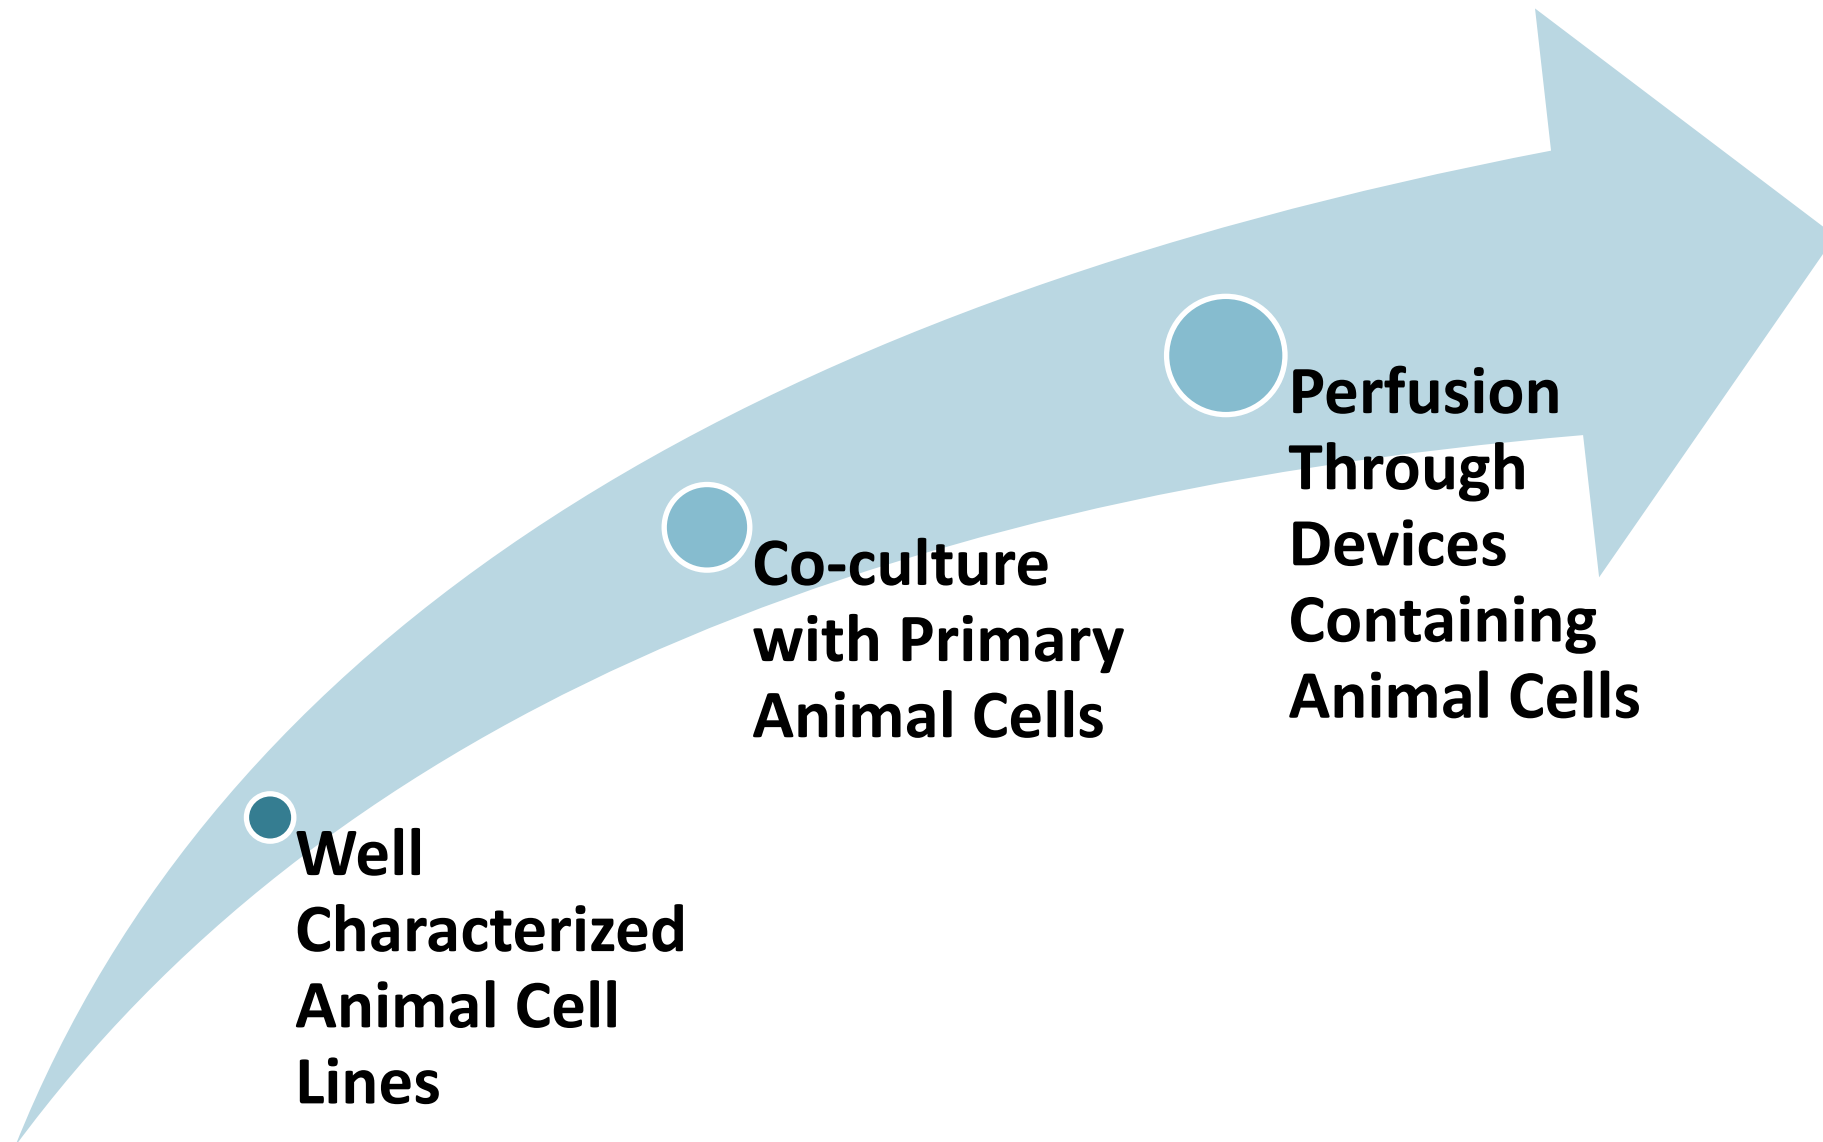 Well
Characterized
Animal Cell
Lines
Co-culture
with Primary
Animal Cells
Perfusion
Through
Devices
Containing
Animal Cells